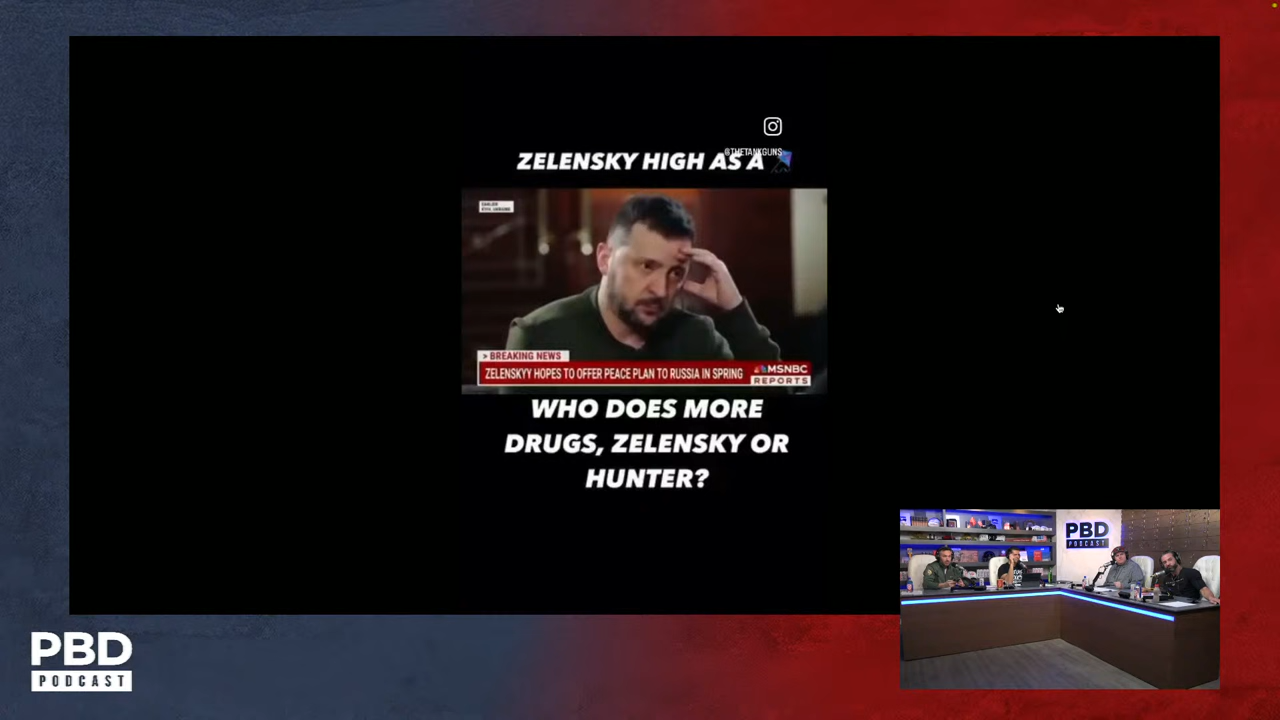 @THETANKGUNS
ZELENSKY HIGH AS A
> BREAKING NEWS
ZELENSKYY HOPES TO OFFER PEACE PLAN TO RUSSIA IN SPRING
MSNBC
REPORTS
WHO DOES MORE
DRUGS, ZELENSKY OR
HUNTER?
PBD
PODCAST
PBD
PODCAST